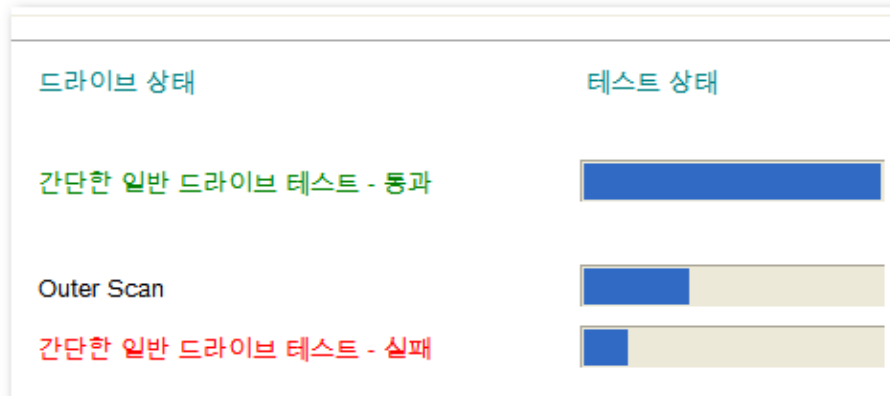 드라이브 상태 테스트 상태
간단한 일반 드라이브 테스트 - 통과
Outer Scan
간단한 일반 드라이브 테스트 - 실패